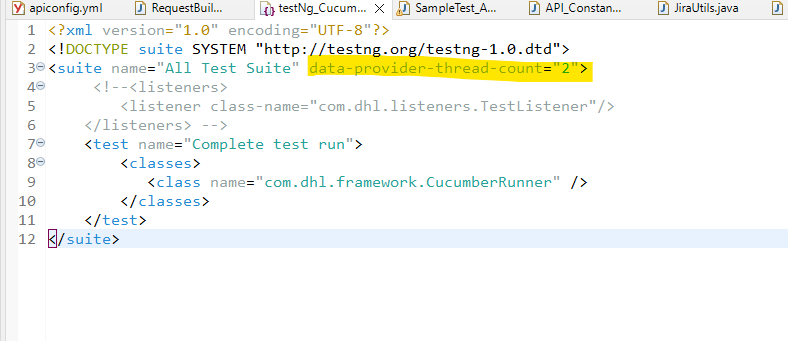 apiconfig.yml RequestBuil... testNg_Cucum... SampleTest_A... API_Constan... JiraUtils.java
1 <?xml version="1.0" encoding="UTF-8"?>
2 <!DOCTYPE suite SYSTEM "http://testng.org/testng-1.0.dtd">
3 <suite name="All Test Suite" data-provider-thread-count="2">
4 <!--<listeners>
5 <listener class-name="com.dhl.listeners.TestListener"/>
6 </listeners> -->
7 <test name="Complete test run">
8 <classes>
9 <class name="com.dhl.framework.CucumberRunner" />
10 </classes>
11 </test>
12 </suite>